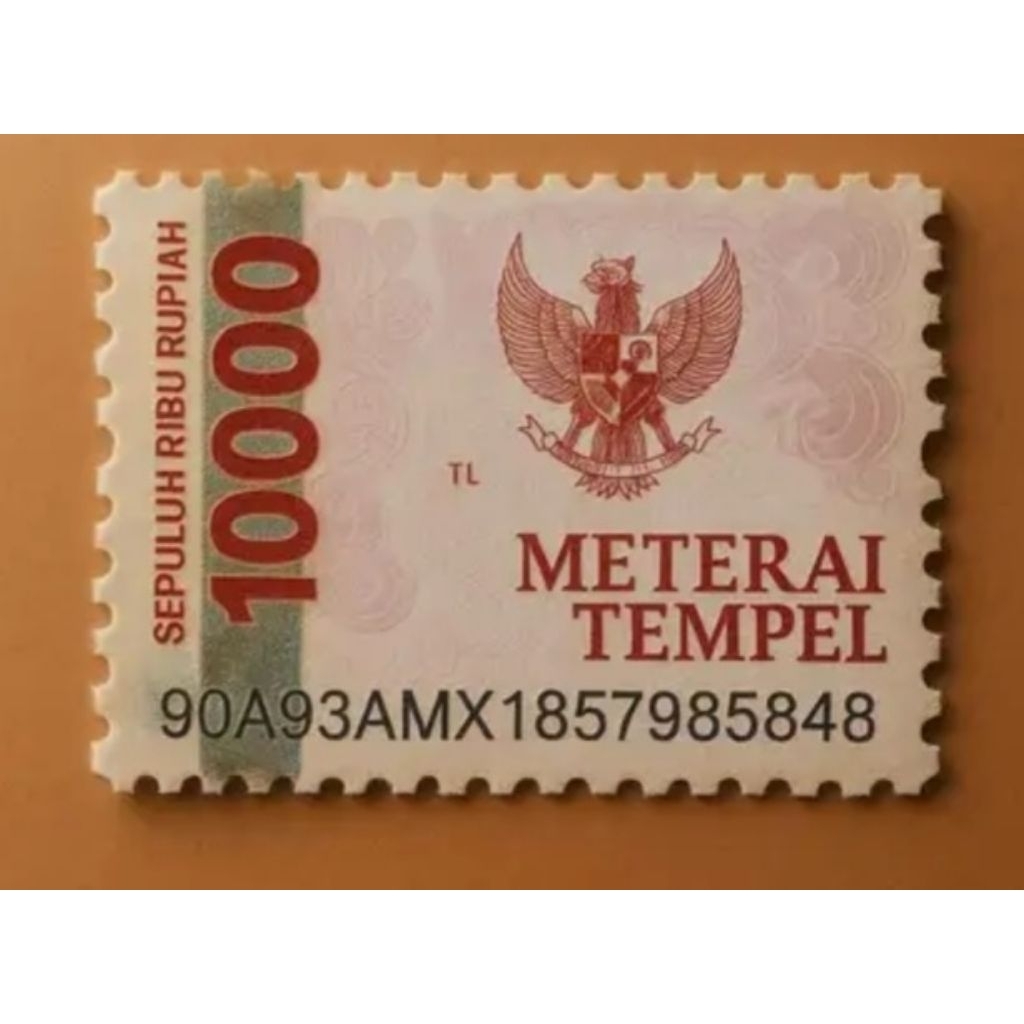 SEPULUH RIBU RUPIAH
10000
TL
METERAI
TEMPEL
90A93AMX1857985848